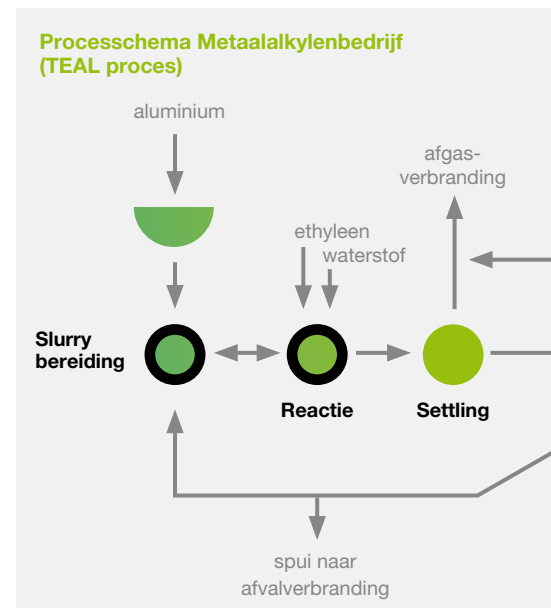 Processchema Metaalalkylenbedrijf
(TEAL proces)
aluminium
afgas-
verbranding
ethyleen
waterstof
Slurry
bereiding
Reactie
Settling
spui naar
afvalverbranding